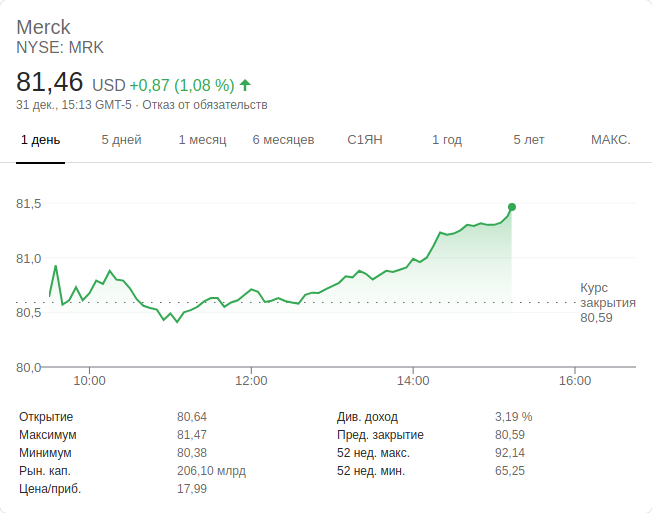 Merck
NYSE: MRK
81,46 USD +0,87 (1,08 %)
31 дек., 15:13 GMT-5 · Отказ от обязательств
1 день 5 дней 1 месяц 6 месяцев С1ЯН 1 год 5 лет МАКС.
81,5
81,0
80,5
80,0
Курс
закрытия
80,59
10:00 12:00 14:00 16:00
Открытие 80,64 Див. доход 3,19 %
Максимум 81,47 Пред. закрытие 80,59
Минимум 80,38 52 нед. макс. 92,14
Рын. кап. 206,10 млрд 52 нед. мин. 65,25
Цена/приб. 17,99